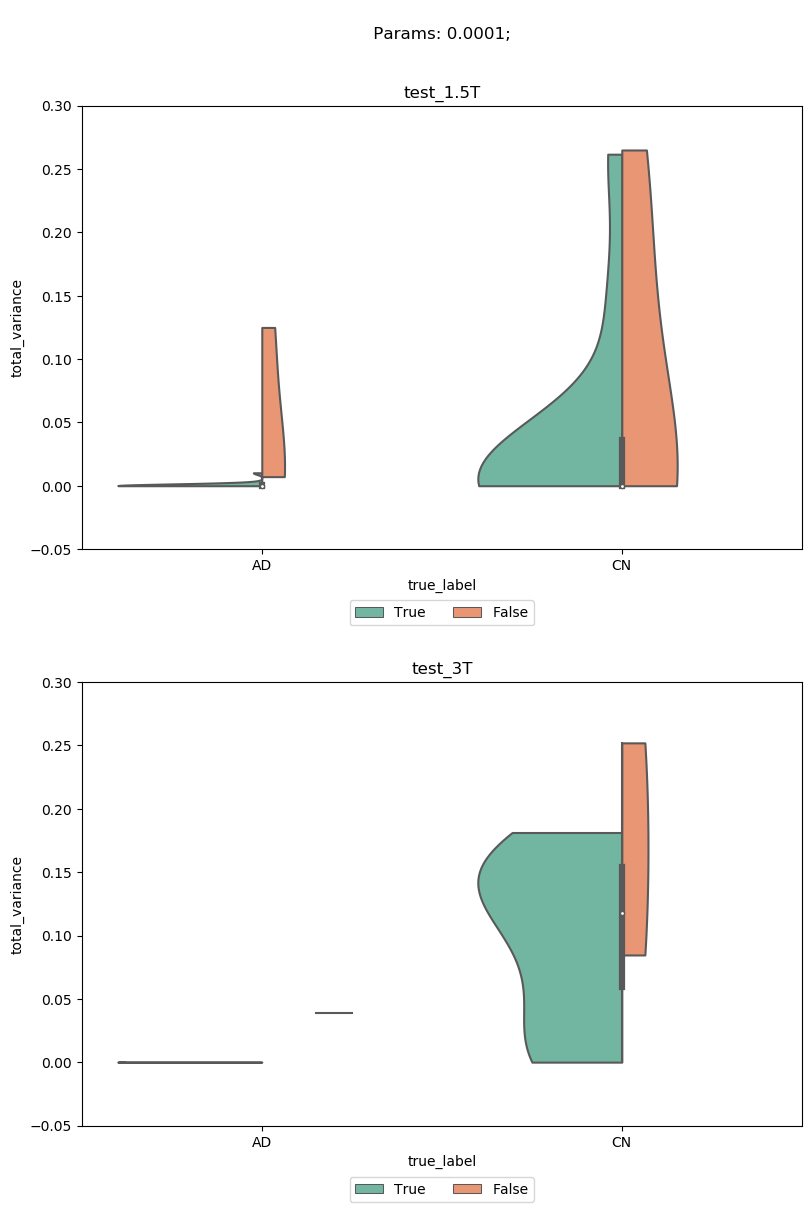 Params: 0.0001;
test_1.5T
0.30
0.25
0.20
0.15
0.10
0.05
0.00
−0.05
total_variance
AD
CN
true_label
True
False
test_3T
0.30
0.25
0.20
0.15
0.10
0.05
0.00
−0.05
total_variance
AD
CN
true_label
True
False